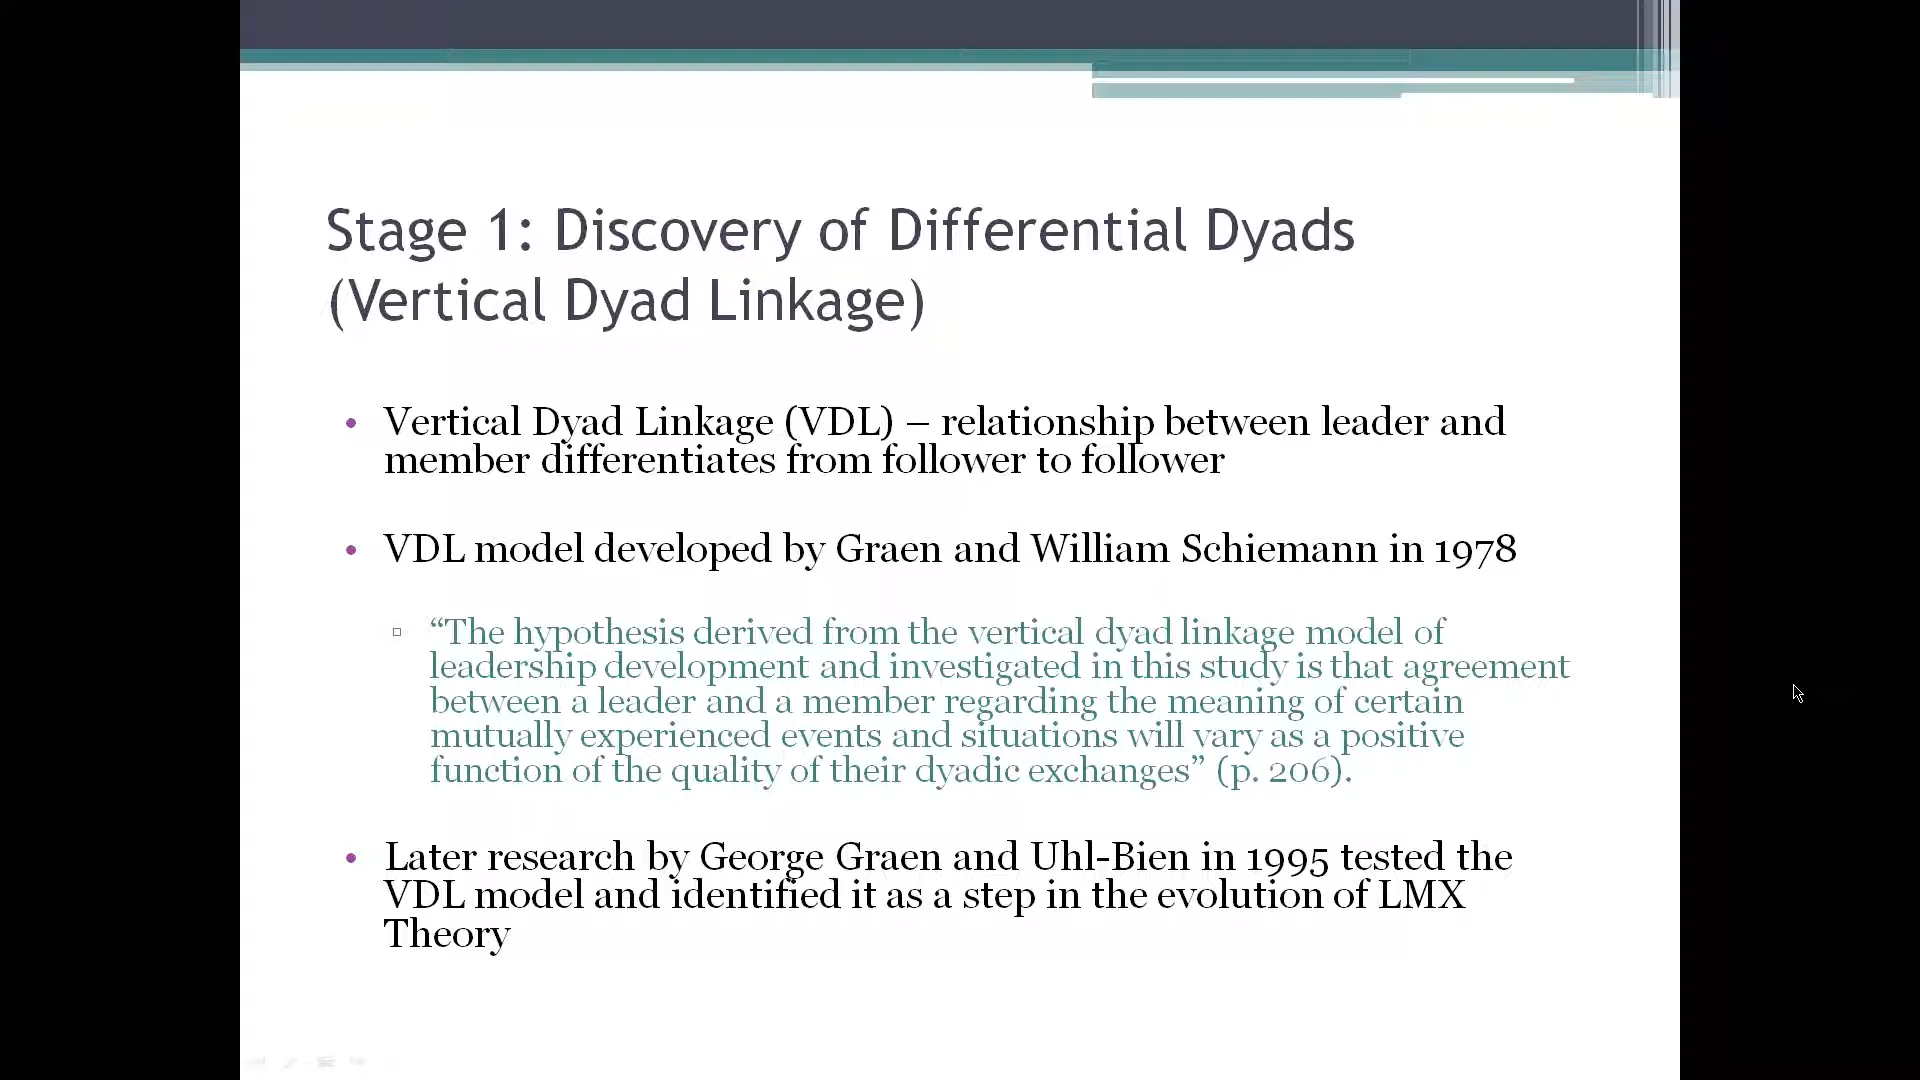 Stage 1: Discovery of Differential Dyads
(Vertical Dyad Linkage)
• Vertical Dyad Linkage (VDL) – relationship between leader and
member differentiates from follower to follower
• VDL model developed by Graen and William Schiemann in 1978
▫ “The hypothesis derived from the vertical dyad linkage model of
leadership development and investigated in this study is that agreement
between a leader and a member regarding the meaning of certain
mutually experienced events and situations will vary as a positive
function of the quality of their dyadic exchanges” (p. 206).
• Later research by George Graen and Uhl-Bien in 1995 tested the
VDL model and identified it as a step in the evolution of LMX
Theory